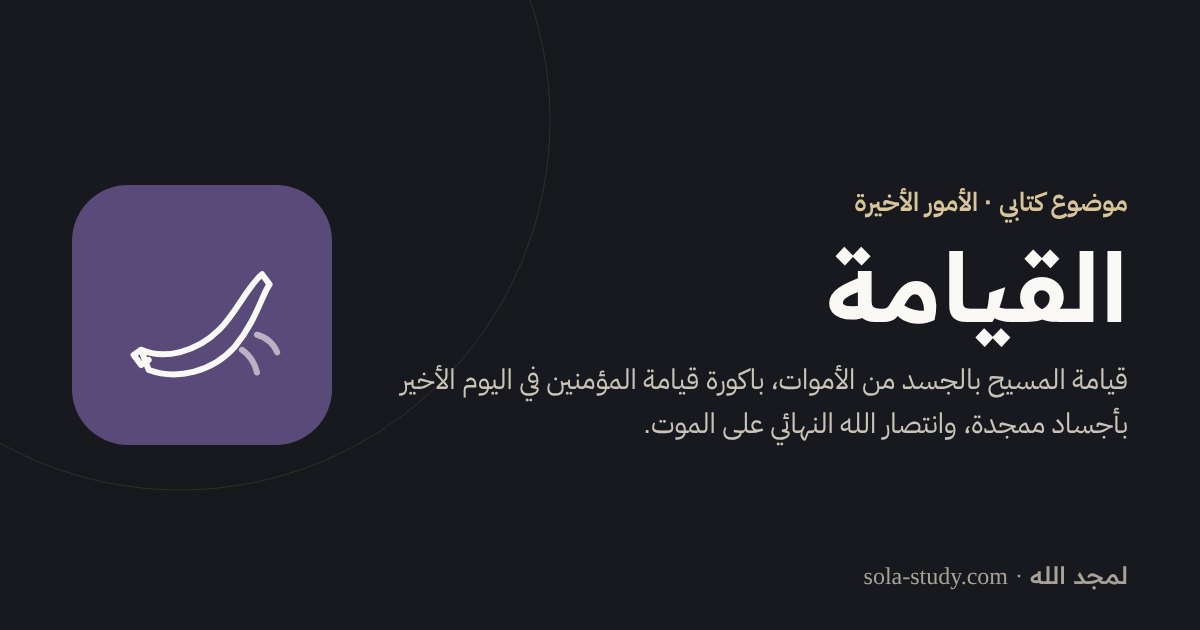 موضوع كتابي · الأمور الأخيرة
القيامة
قيامة المسيح بالجسد من الأموات، باكورة قيامة المؤمنين في اليوم الأخير
بأجساد ممجدة، وانتصار الله النهائي على الموت.
لمجد الله · sola-study.com